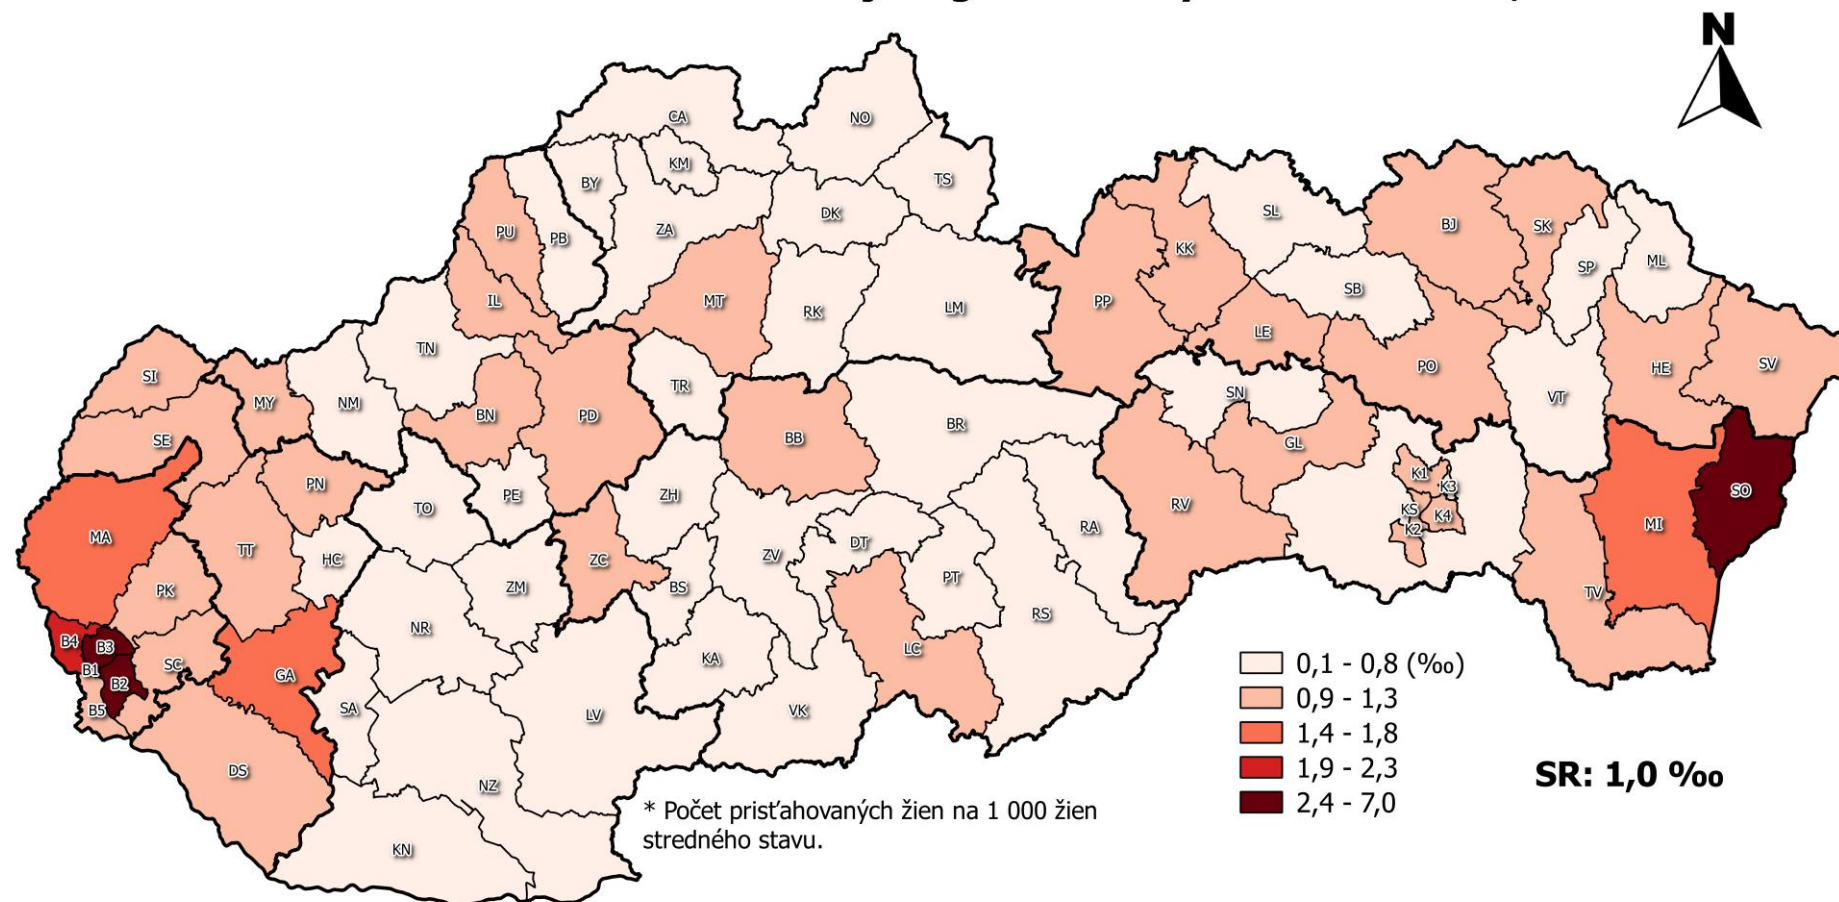 N
CA
NO
KM
BY
TS
DK
SL
PU
PB
ZA
KK
BJ
SK
SP
ML
IL
MT
RK
LM
PP
SB
LE
TN
SI
MY
NM
BN
PD
TR
BB
BR
SN
PO
VT
HE
SV
SE
GL
PN
TO
PE
ZH
RV
K1
K3
KS
K4
K2
RA
SO
MI
MA
TT
HC
ZC
ZV
DT
PK
ZM
BS
PT
TV
NR
RS
B4
B3
B1
B2
SC
GA
KA
LC
B5
SA
LV
VK
DS
NZ
KN
0,1 - 0,8 (‰)
0,9 - 1,3
1,4 - 1,8
1,9 - 2,3
2,4 - 7,0
SR: 1,0 ‰
* Počet prisťahovaných žien na 1 000 žien
stredného stavu.